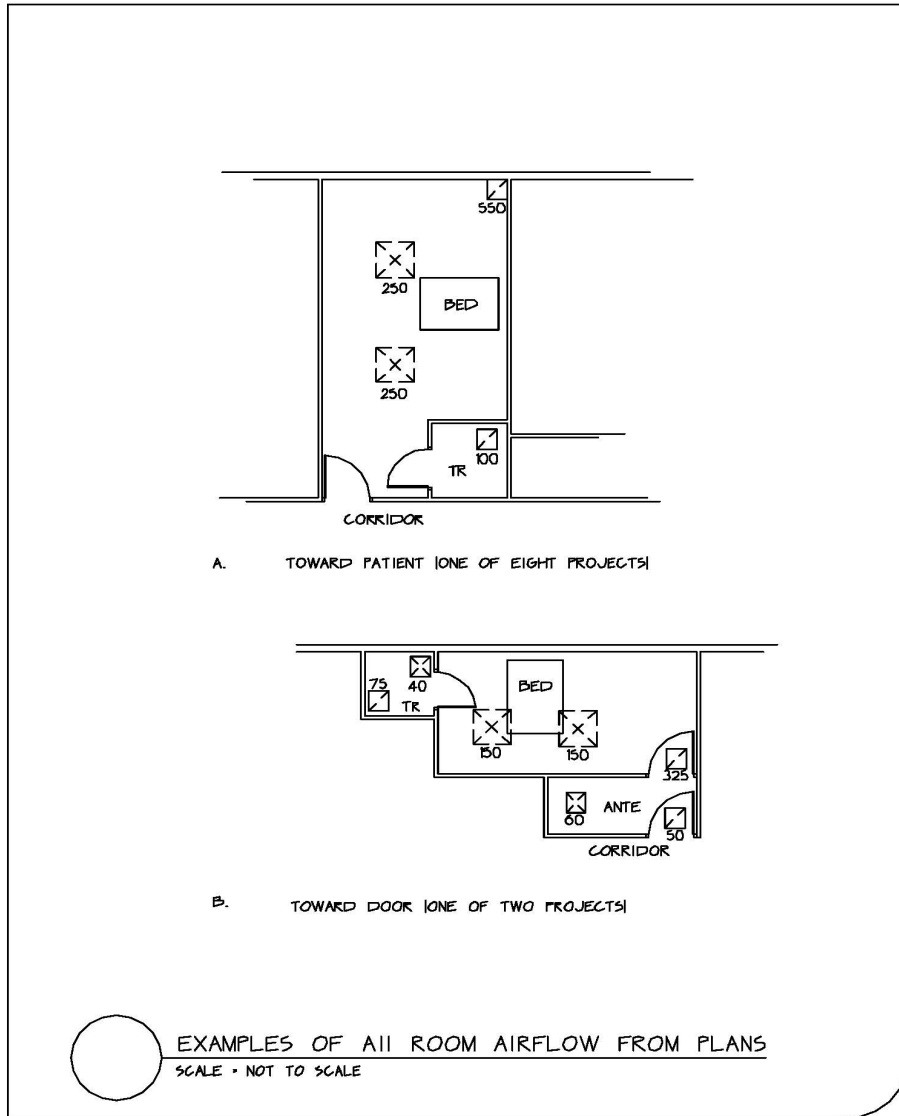 550
250
BED
250
100
TR
CORRIDOR
A. TOWARD PATIENT |ONE OF EIGHT PROJECTS|
75
40
BED
TR
150
150
325
ANTE
60
50
CORRIDOR
B. TOWARD DOOR |ONE OF TWO PROJECTS|
EXAMPLES OF AII ROOM AIRFLOW FROM PLANS
SCALE = NOT TO SCALE